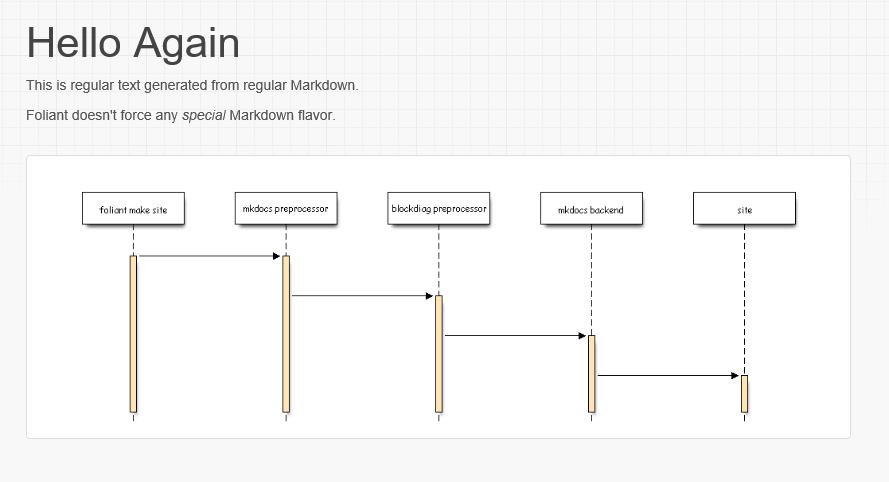 Hello Again
This is regular text generated from regular Markdown.
Foliant doesn't force any special Markdown flavor.
foliant make site
mkdocs preprocessor
blockdiag preprocessor
mkdocs backend
site